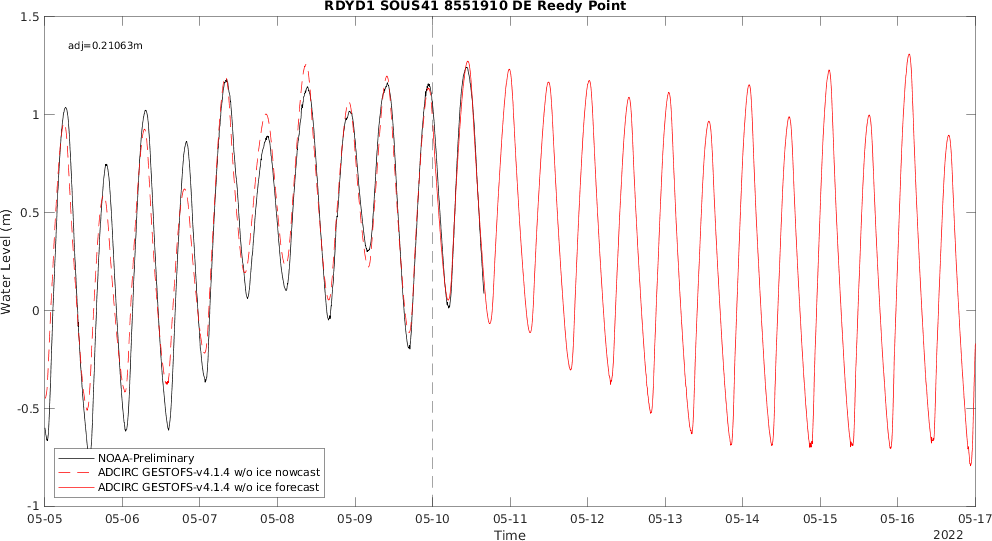 RDYD1 SOUS41 8551910 DE Reedy Point
1.5
adj=0.21063m
1
0.5
0
-0.5
-1
Water Level (m)
NOAA-Preliminary
ADCIRC GESTOFS-v4.1.4 w/o ice nowcast
ADCIRC GESTOFS-v4.1.4 w/o ice forecast
05-05 05-06 05-07 05-08 05-09 05-10 05-11 05-12 05-13 05-14 05-15 05-16 05-17
Time
2022